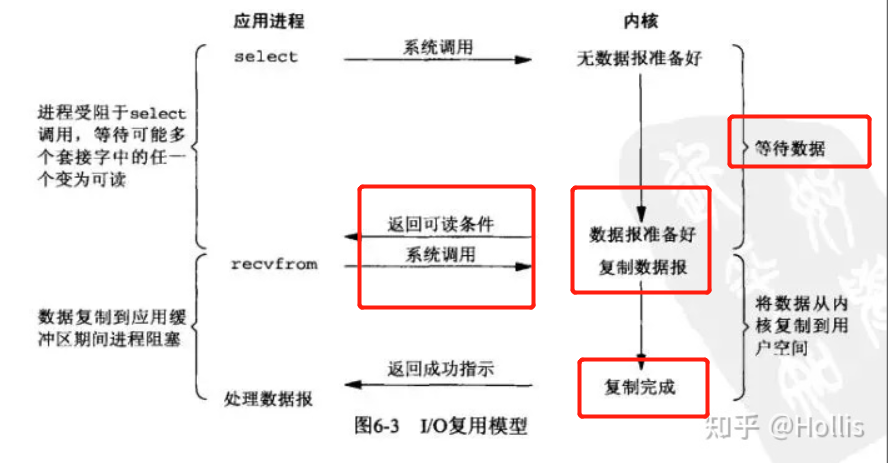 应用进程
内核
select
系统调用
无数据报准备好
进程受阻于select
调用，等待可能多
个套接字中的任一
个变为可读
等待数据
返回可读条件
数据报准备好
recvfrom
系统调用
复制数据报
数据复制到应用缓
冲区期间进程阻塞
将数据从内
核复制到用
户空间
返回成功指示
复制完成
处理数据报
图6-3 I/O复用模型
知乎 @Hollis